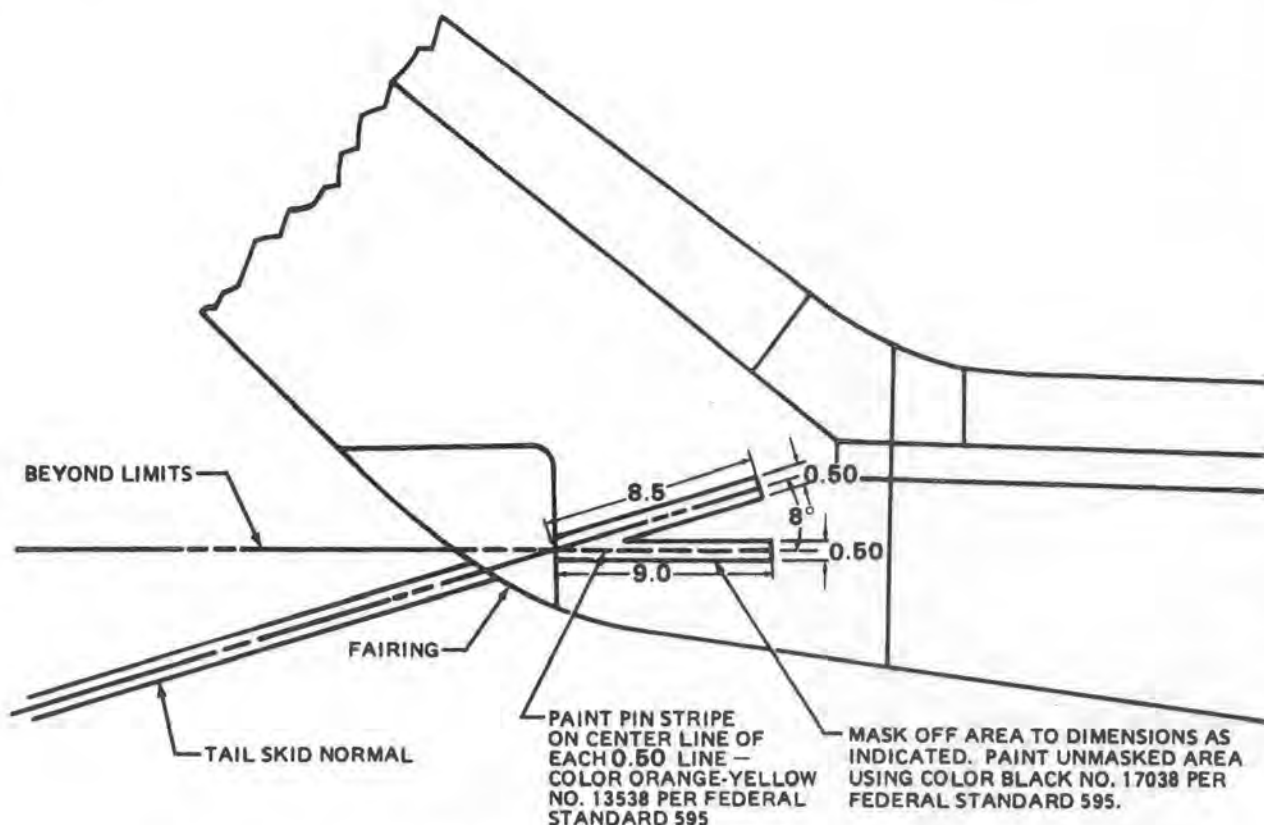 BEYOND LIMITS
8.5
0.50
8°
0.50
9.0
FAIRING
TAIL SKID NORMAL
PAINT PIN STRIPE
ON CENTER LINE OF
EACH 0.50 LINE —
COLOR ORANGE-YELLOW
NO. 13538 PER FEDERAL
STANDARD 595
MASK OFF AREA TO DIMENSIONS AS
INDICATED. PAINT UNMASKED AREA
USING COLOR BLACK NO. 17038 PER
FEDERAL STANDARD 595.